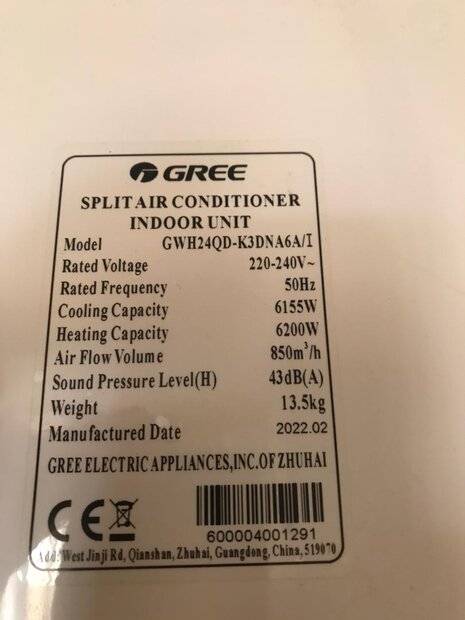 GREE
SPLIT AIR CONDITIONER
INDOOR UNIT
Model GWH24QD-K3DNA6A/I
Rated Voltage 220-240V~
Rated Frequency 50Hz
Cooling Capacity 6155W
Heating Capacity 6200W
Air Flow Volume 850m³/h
Sound Pressure Level(H) 43dB(A)
Weight 13.5kg
Manufactured Date 2022.02
GREE ELECTRIC APPLIANCES,INC.OF ZHUHAI
CE
600004001291
Add: West Jinji Rd, Qianshan, Zhuhai, Guangdong, China, 519070